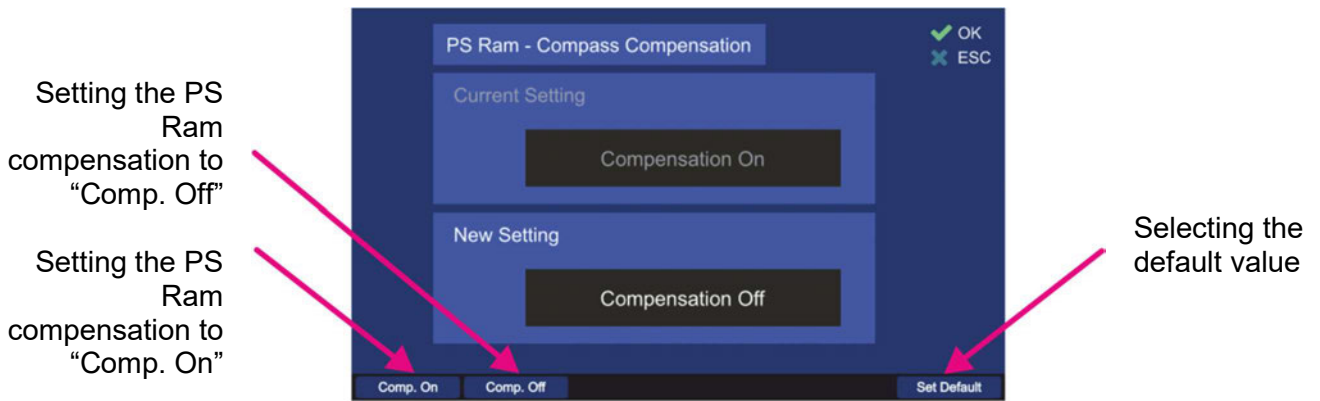 Setting the PS
Ram
compensation to
“Comp. Off”
Setting the PS
Ram
compensation to
“Comp. On”
PS Ram - Compass Compensation
OK
ESC
Current Setting
Compensation On
New Setting
Compensation Off
Comp. On
Comp. Off
Set Default
Selecting the
default value